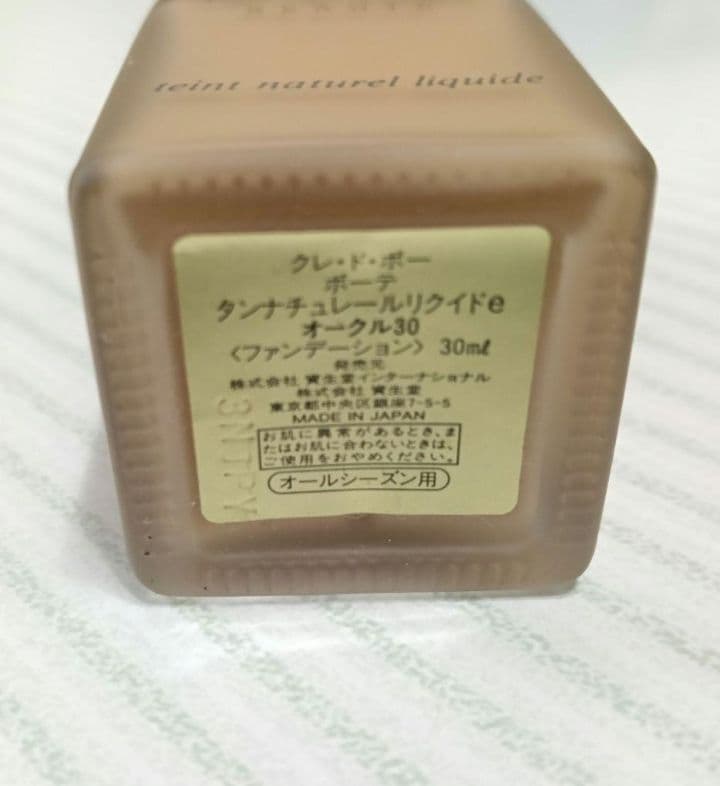 BEAUTÉ
teint naturel liquide
クレ・ド・ポー
ボーテ
タンナチュレールリクイドe
オークル30
〈ファンデーション〉 30mℓ
発売元
株式会社 資生堂インターナショナル
株式会社 資生堂
東京都中央区銀座7-5-5
MADE IN JAPAN
お肌に異常があるとき、ま
たはお肌に合わないときは、
ご使用をおやめください。
オールシーズン用
3NTPY